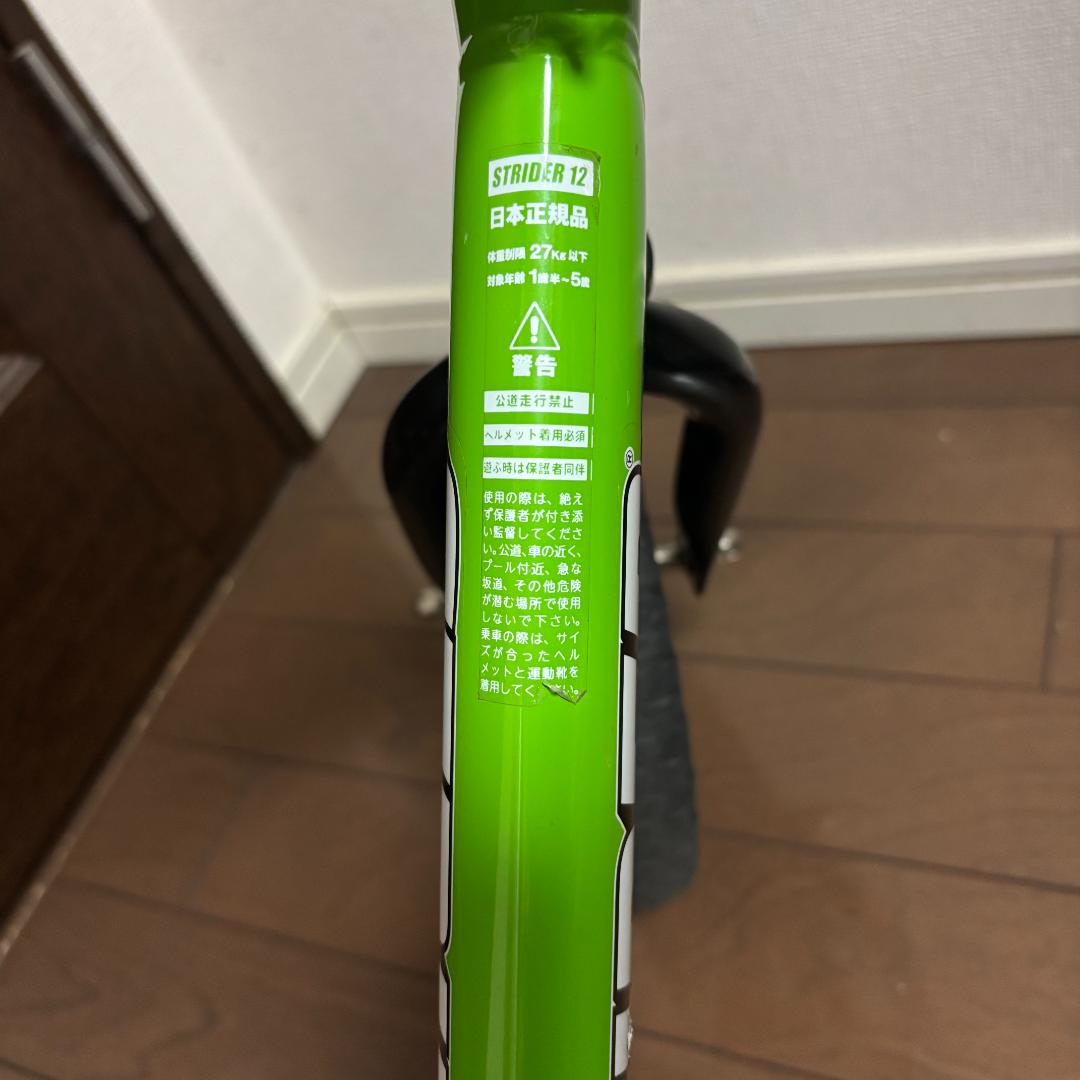 STRIDER 12
日本正規品
体重制限 27Kg以下
対象年齢 1歳半~5歳
!
警告
公道走行禁止
ヘルメット着用必須
遊ぶ時は保護者同伴
使用の際は、絶え
ず保護者が付き添
い監督してくださ
い。公道、車の近く、
プール付近、急な
坂道、その他危険
が潜む場所で使用
しないで下さい。
乗車の際は、サイ
ズが合ったヘル
メットと運動靴を
着用してく さい。
®